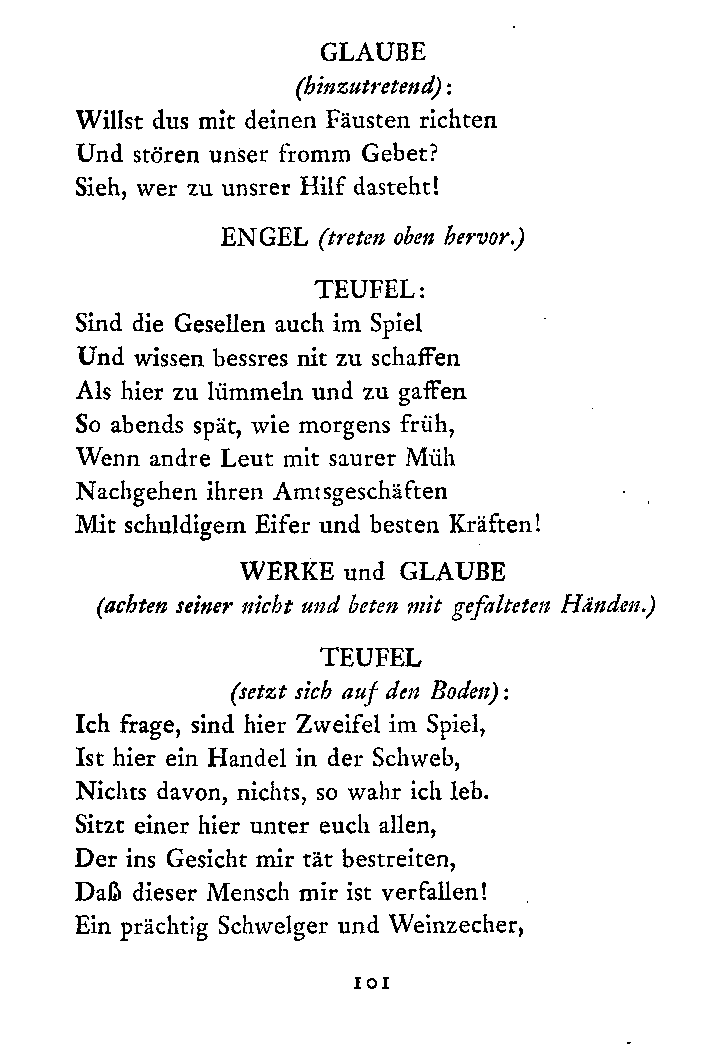 GLAUBE
(hinzutretend):
Willst dus mit deinen Fäusten richten
Und stören unser fromm Gebet?
Sieh, wer zu unsrer Hilf dasteht!
ENGEL (treten oben hervor.)
TEUFEL:
Sind die Gesellen auch im Spiel
Und wissen bessres nit zu schaffen
Als hier zu lümmeln und zu gaffen
So abends spät, wie morgens früh,
Wenn andre Leut mit saurer Müh
Nachgehen ihren Amtsgeschäften
Mit schuldigem Eifer und besten Kräften!
WERKE und GLAUBE
(achten seiner nicht und beten mit gefalteten Händen.)
TEUFEL
(setzt sich auf den Boden):
Ich frage, sind hier Zweifel im Spiel,
Ist hier ein Handel in der Schweb,
Nichts davon, nichts, so wahr ich leb.
Sitzt einer hier unter euch allen,
Der ins Gesicht mir tät bestreiten,
Daß dieser Mensch mir ist verfallen!
Ein prächtig Schwelger und Weinzecher,
101